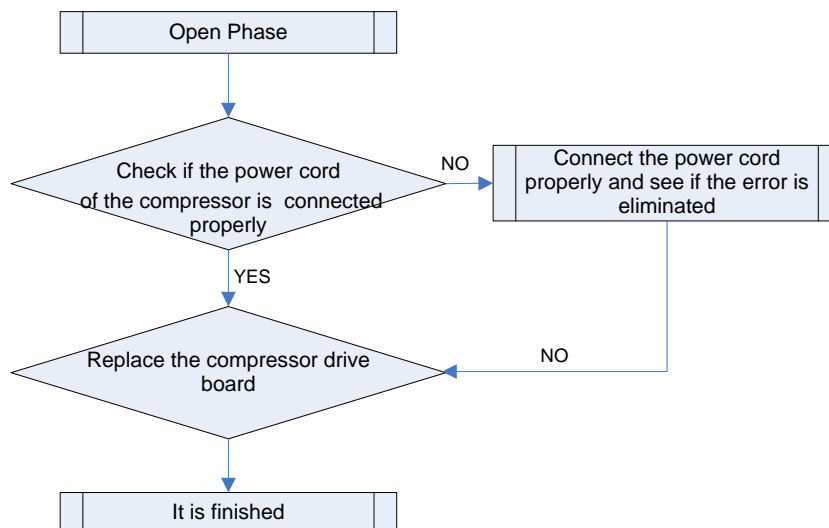 Open Phase
Check if the power cord
of the compressor is connected
properly
NO
Connect the power cord
properly and see if the error is
eliminated
YES
Replace the compressor drive
board
NO
It is finished